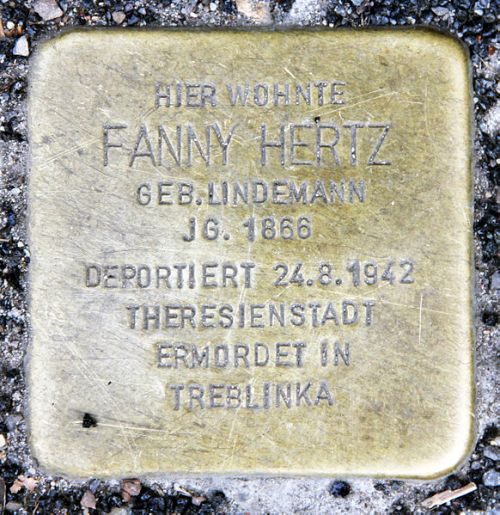 HIER WOHNTE
FANNY HERTZ
GEB. LINDEMANN
JG. 1866
DEPORTIERT 24.8.1942
THERESIENSTADT
ERMORDET IN
TREBLINKA